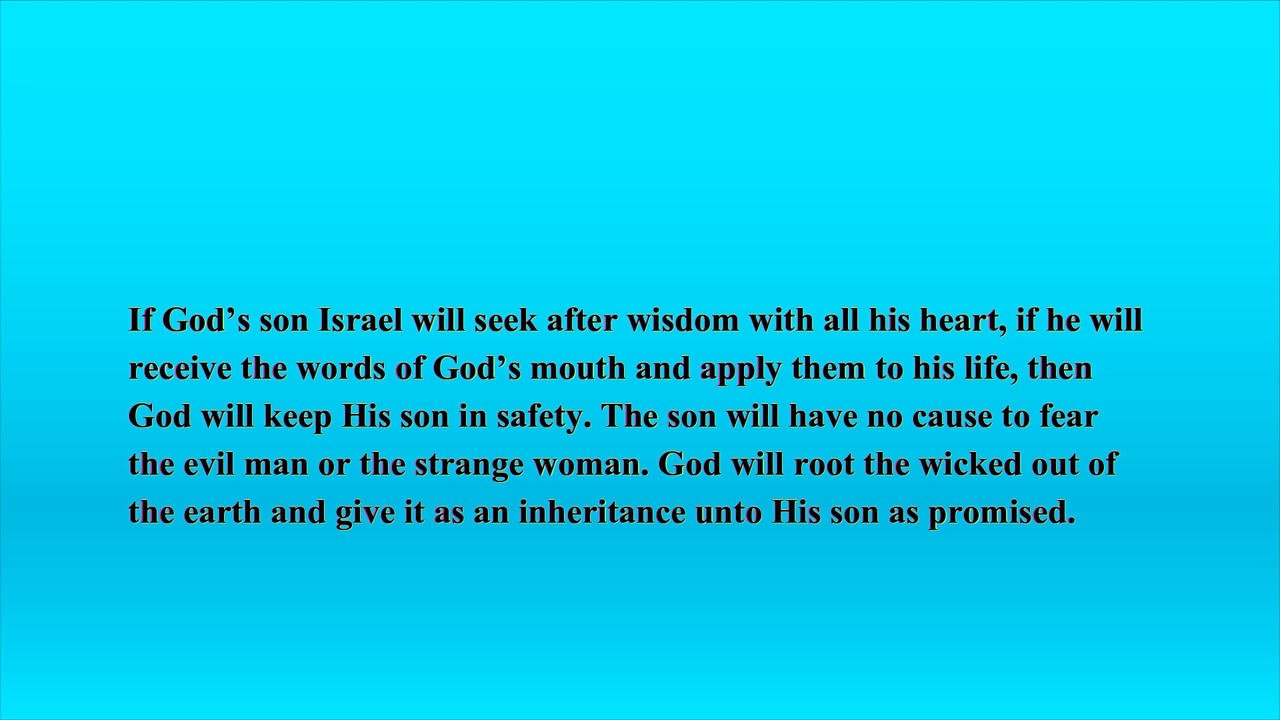 If God’s son Israel will seek after wisdom with all his heart, if he will
receive the words of God’s mouth and apply them to his life, then
God will keep His son in safety. The son will have no cause to fear
the evil man or the strange woman. God will root the wicked out of
the earth and give it as an inheritance unto His son as promised.